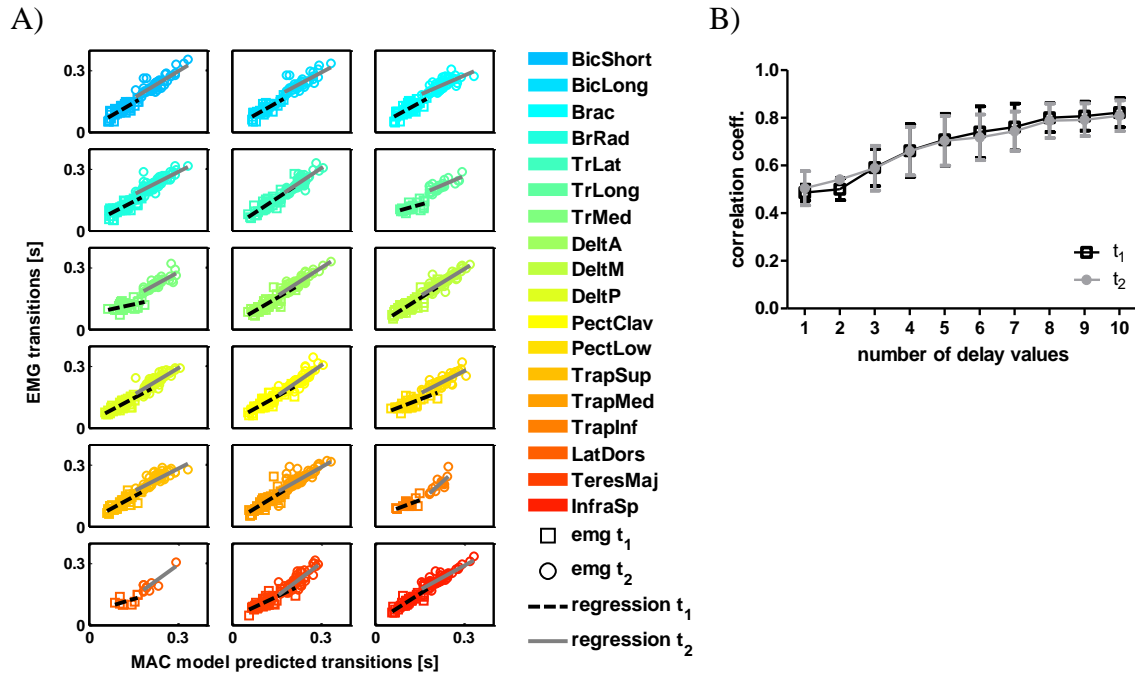 A)
0.3
0
0.3
0
0.3
0
0.3
0
0.3
0
0.3
0
0
0.3
0
0.3
0
0.3
EMG transitions [s]
MAC model predicted transitions [s]
BicShort
BicLong
Brac
BrRad
TrLat
TrLong
TrMed
DeltA
DeltM
DeltP
PectClav
PectLow
TrapSup
TrapMed
TrapInf
LatDors
TeresMaj
InfraSp
emg t1
emg t2
regression t1
regression t2
B)
1.0
0.8
0.6
0.4
0.2
0.0
correlation coeff.
t1
t2
1 2 3 4 5 6 7 8 9 10
number of delay values